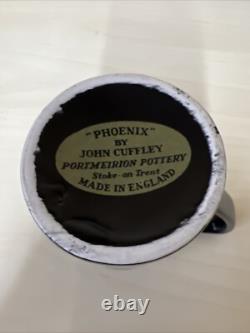 "PHOENIX"
BY
JOHN CUFFLEY
PORTMEIRION POTTERY
Stoke-on Trent
MADE IN ENGLAND
ebay